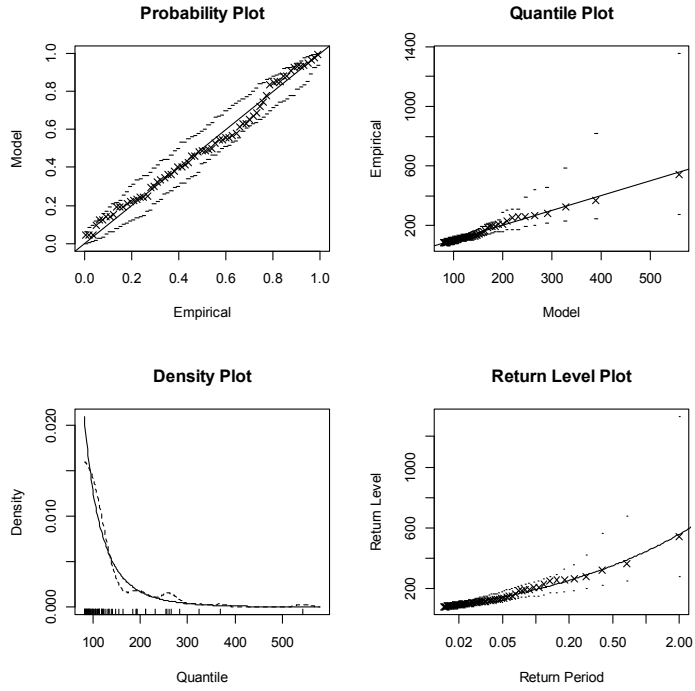 Probability Plot
Model
0.0 0.2 0.4 0.6 0.8 1.0
0.0 0.2 0.4 0.6 0.8 1.0
Empirical
Quantile Plot
Empirical
200 600 1000 1400
100 200 300 400 500
Model
Density Plot
Density
0.000 0.010 0.020
100 200 300 400 500
Quantile
Return Level Plot
Return Level
200 600 1000
0.02 0.05 0.20 0.50 2.00
Return Period